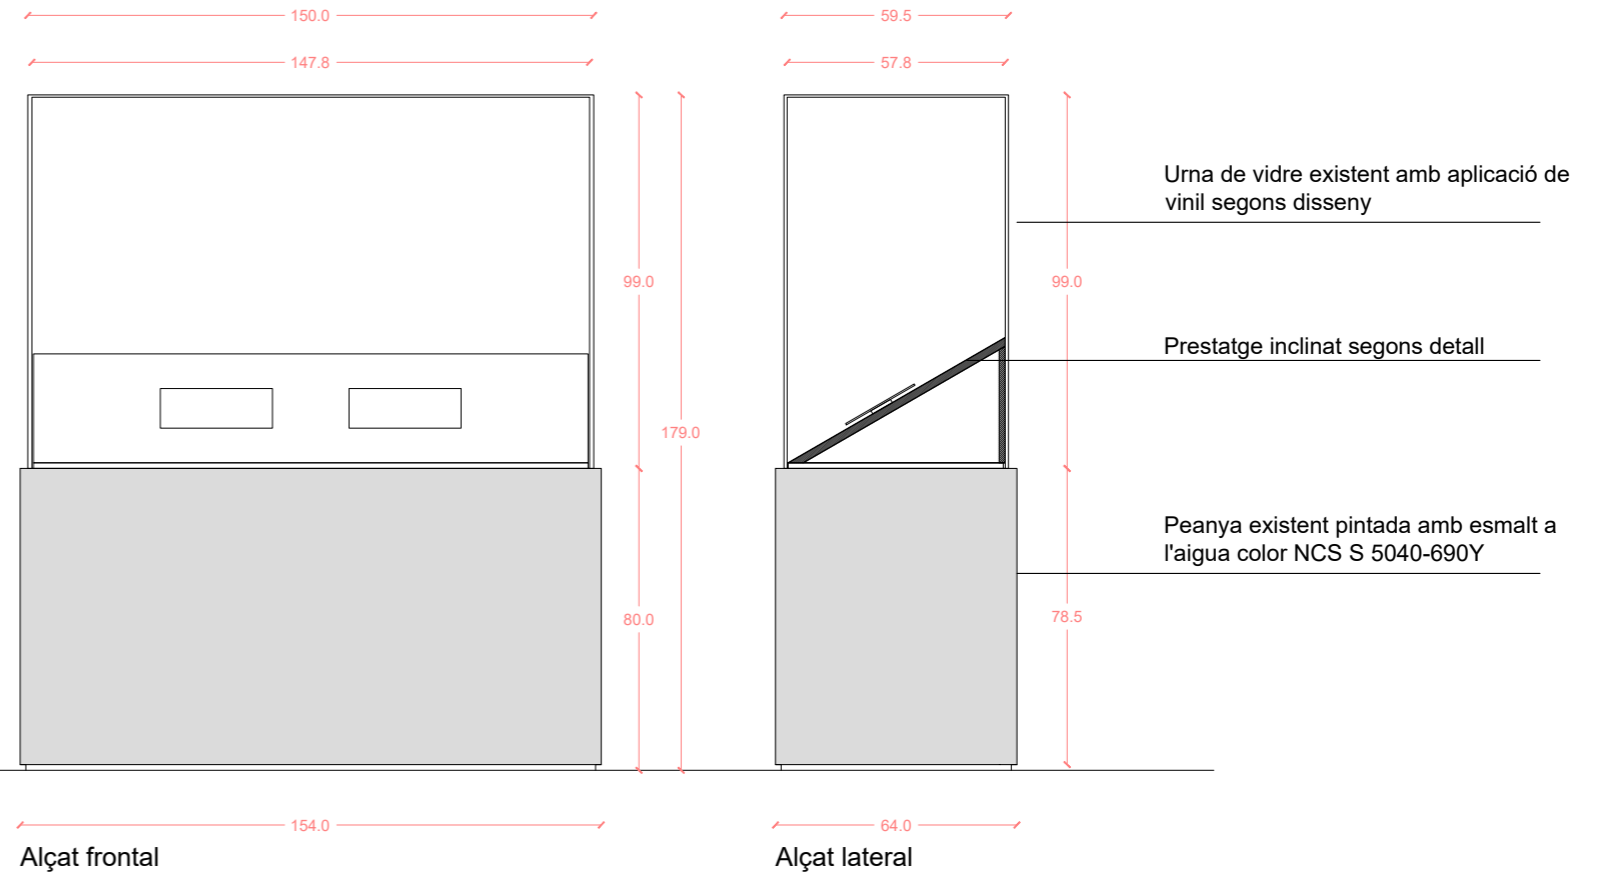 150.0
59.5
147.8
57.8
Urna de vidre existent amb aplicació de
vinil segons disseny
99.0
99.0
Prestatge inclinat segons detall
179.0
Peanya existent pintada amb esmalt a
l'aigua color NCS S 5040-690Y
80.0
78.5
154.0
64.0
Alçat frontal
Alçat lateral